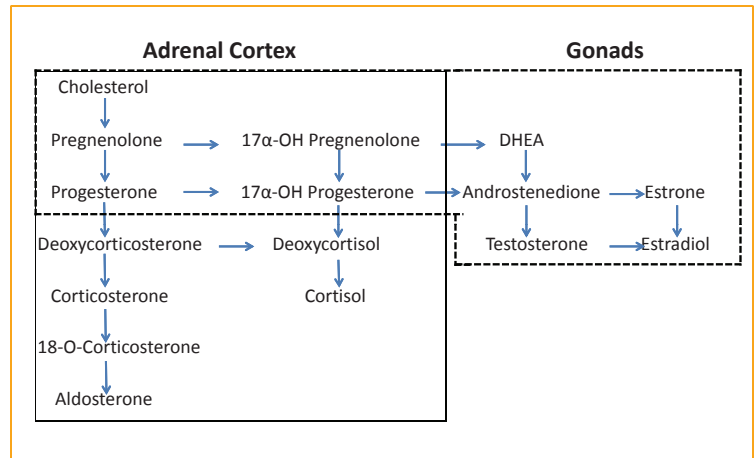 Adrenal Cortex Gonads
Cholesterol
Pregnenolone 17α-OH Pregnenolone DHEA
Progesterone 17α-OH Progesterone Androstenedione Estrone
Deoxycorticosterone Deoxycortisol Testosterone Estradiol
Corticosterone Cortisol
18-O-Corticosterone
Aldosterone